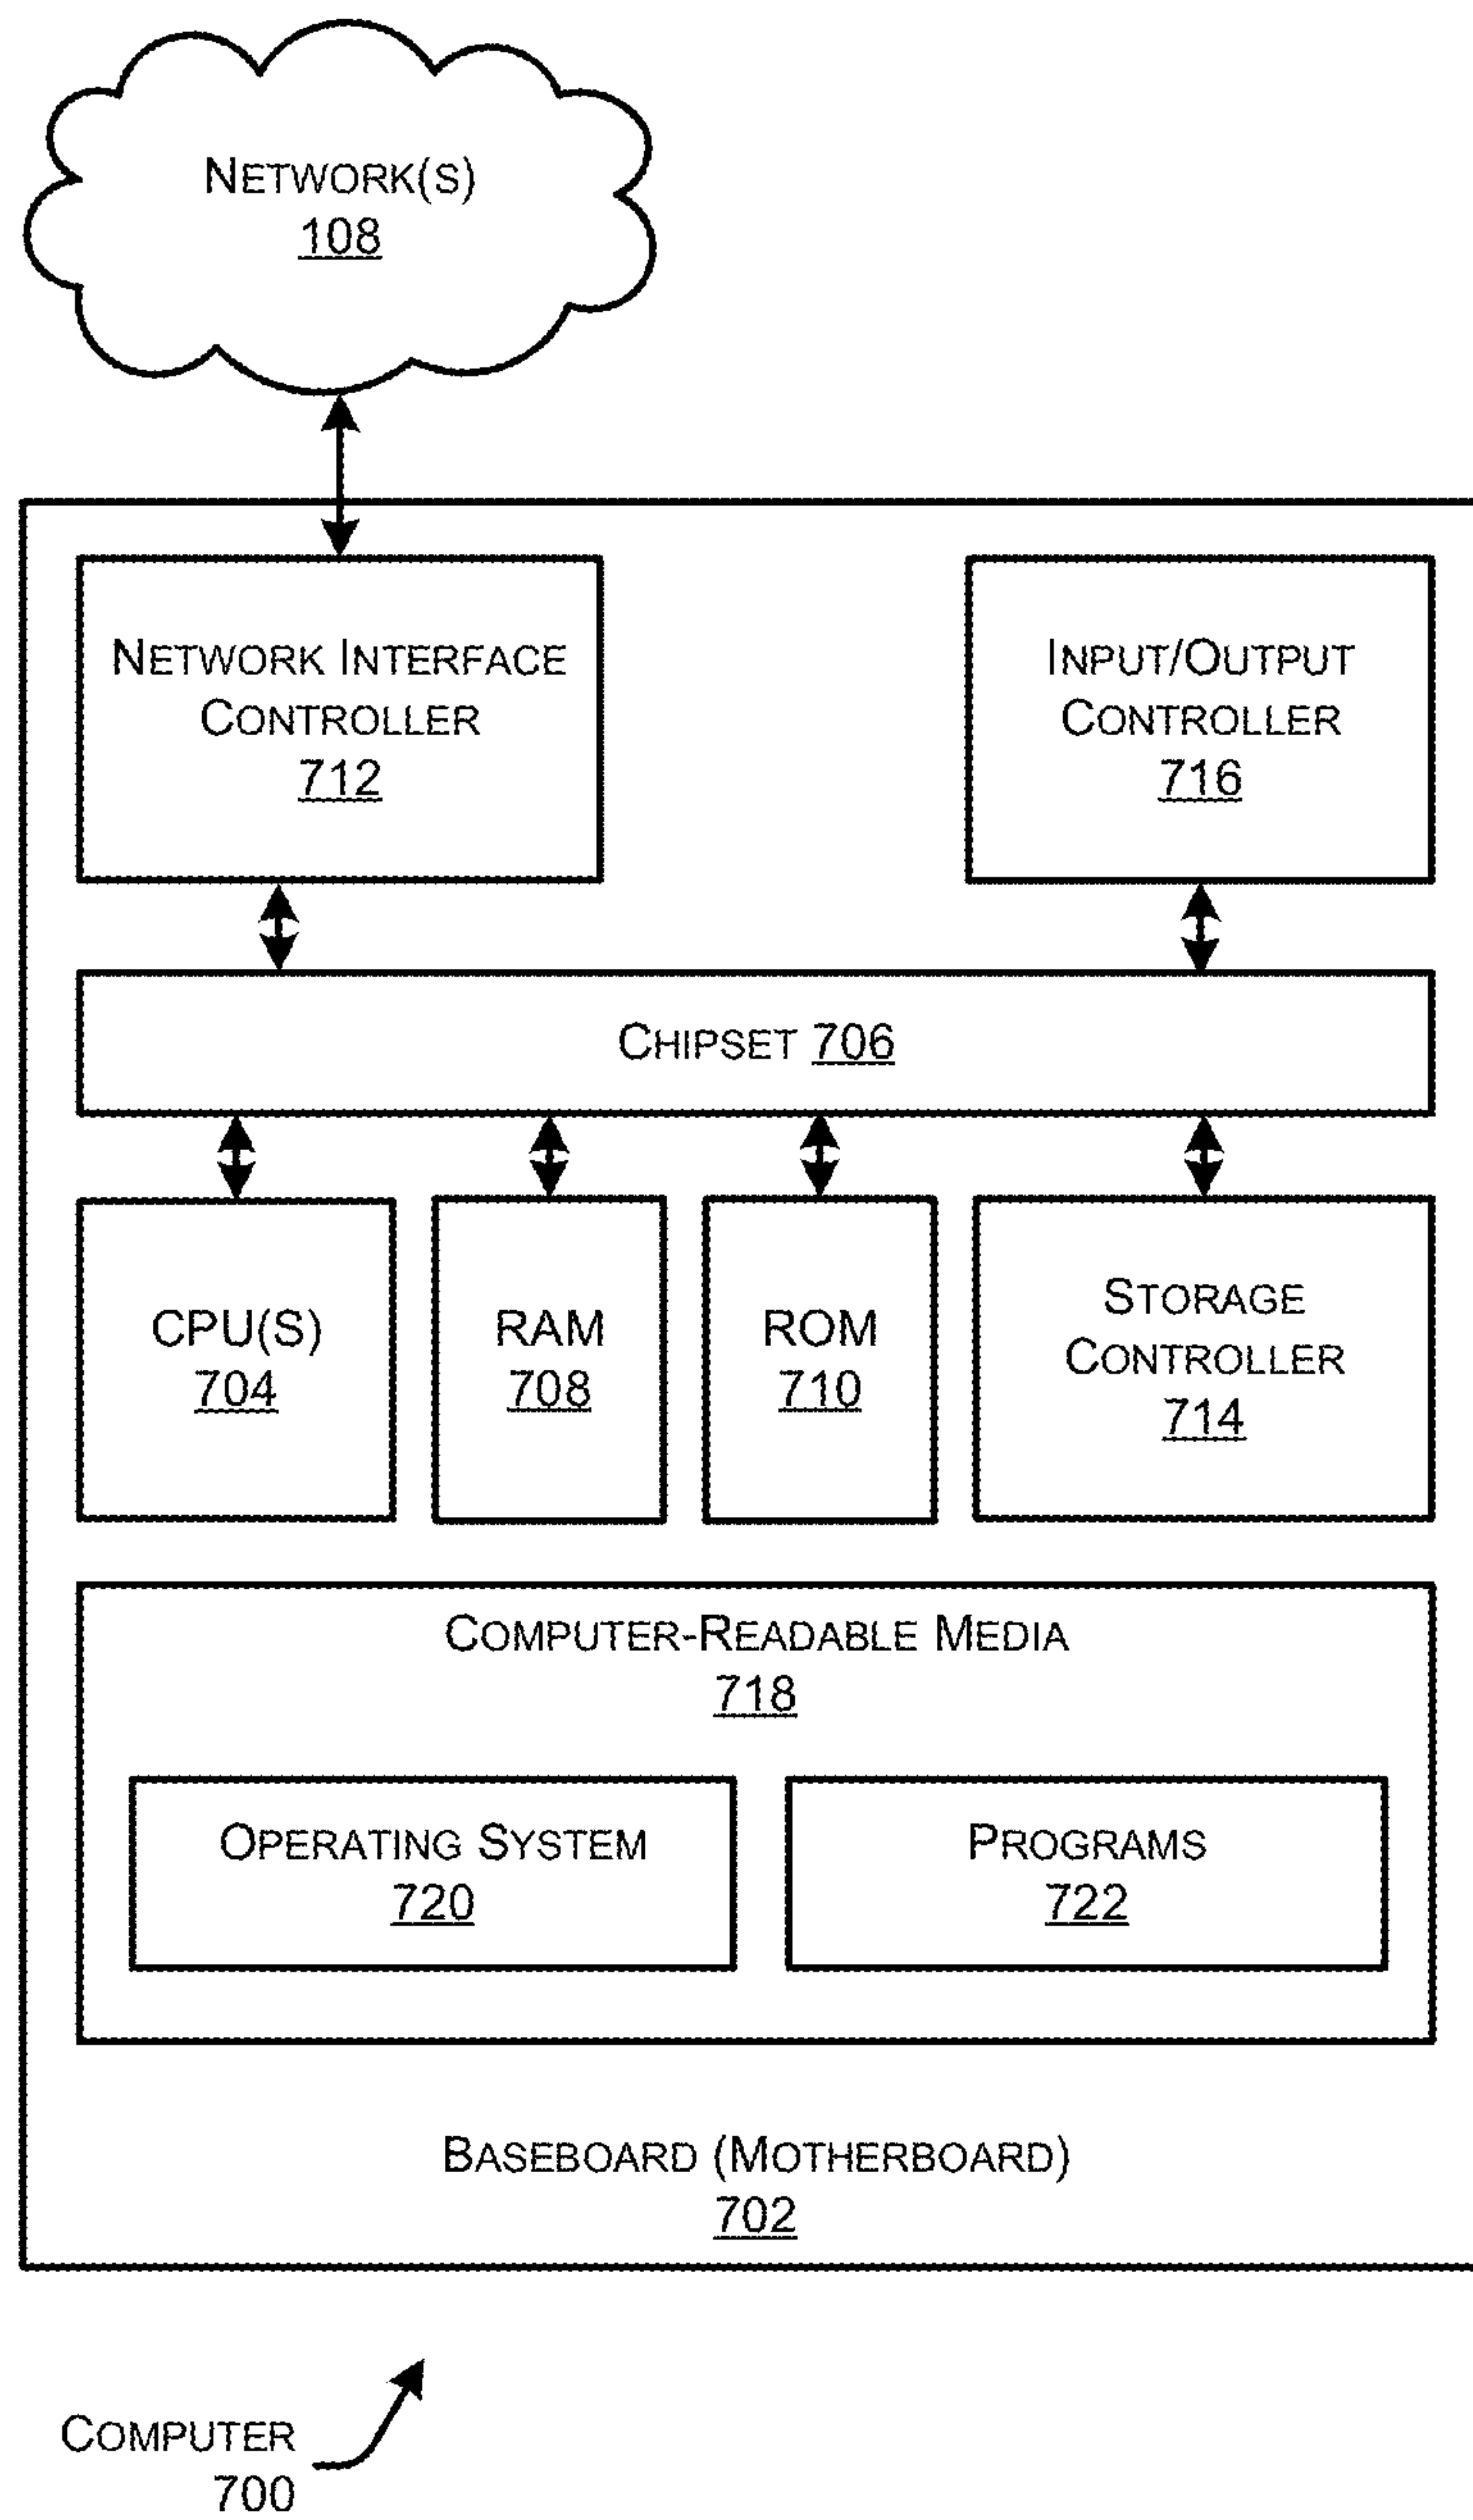 NETWORK(S)
108
NETWORK INTERFACE
CONTROLLER
712
INPUT/OUTPUT
CONTROLLER
716
CHIPSET 706
CPU(S)
704
RAM
708
ROM
710
STORAGE
CONTROLLER
714
COMPUTER-READABLE MEDIA
718
OPERATING SYSTEM
720
PROGRAMS
722
BASEBOARD (MOTHERBOARD)
702
COMPUTER
700